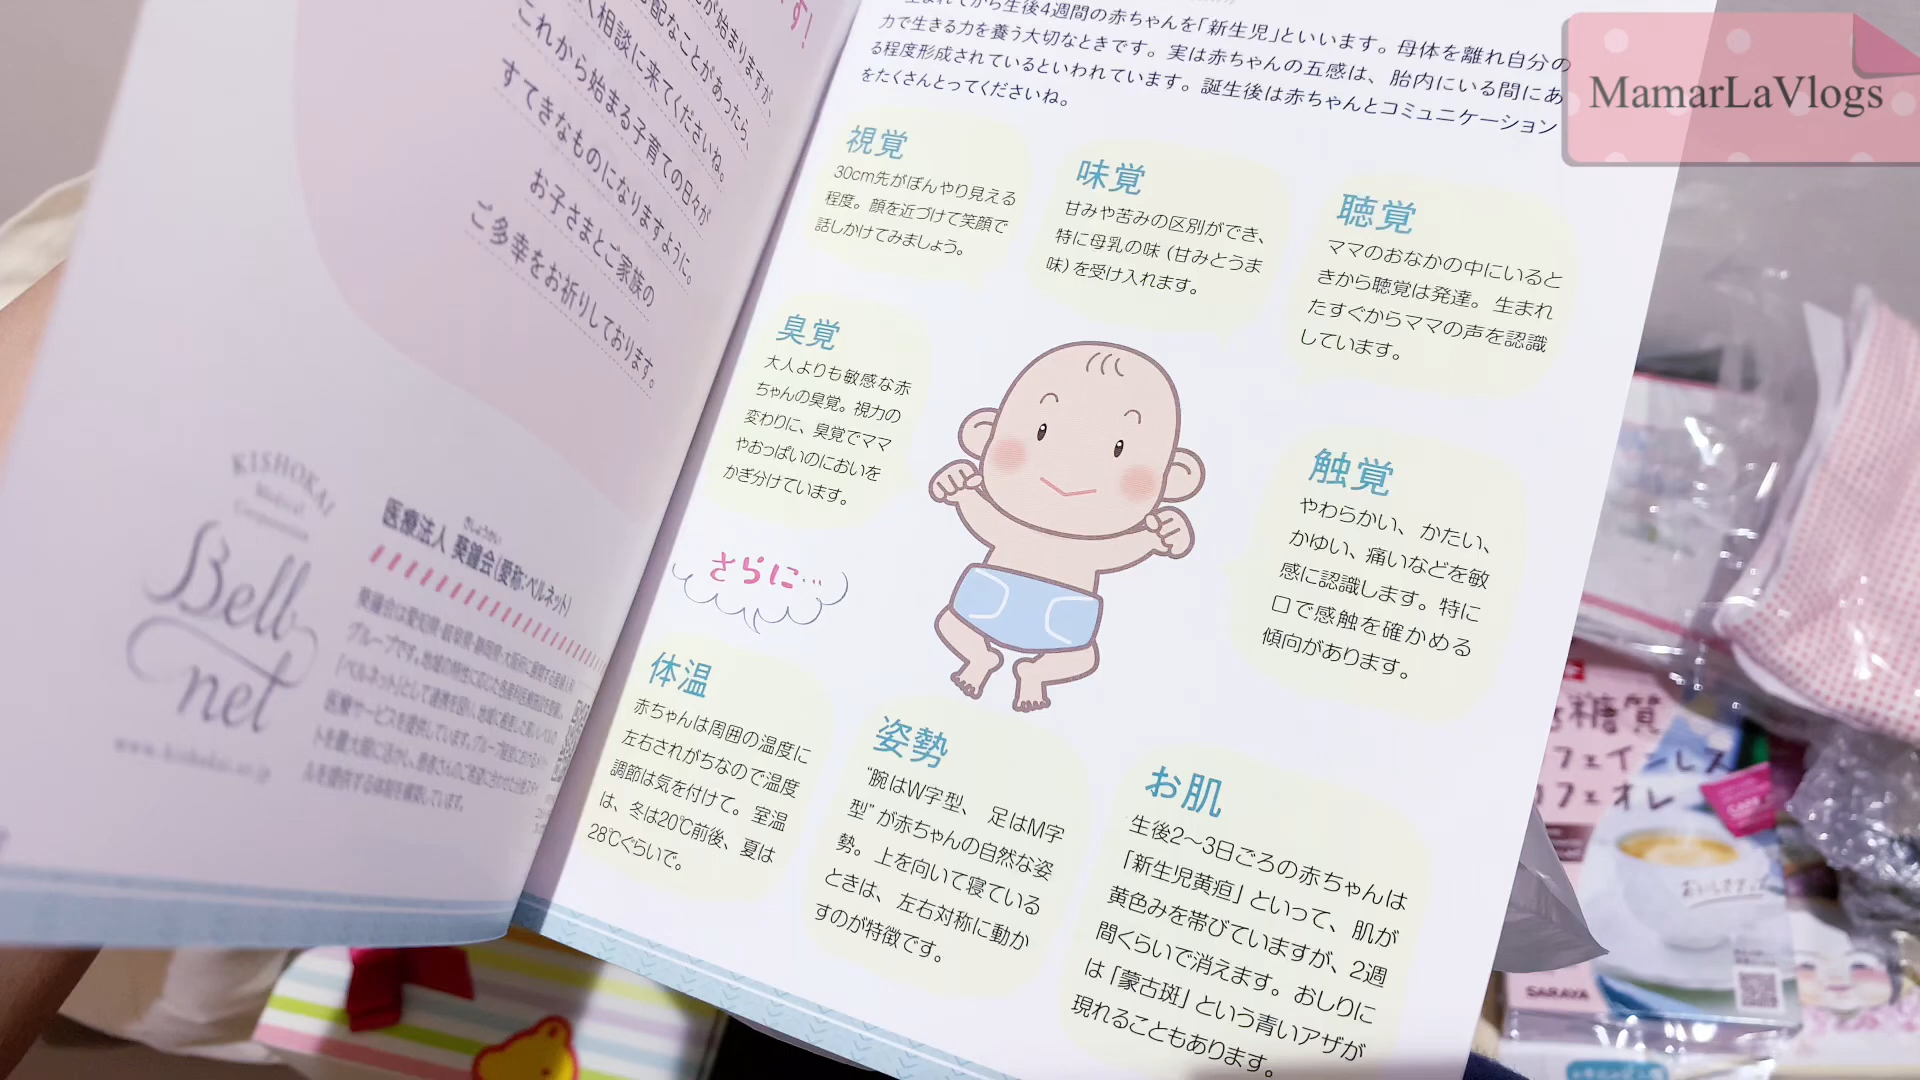 す!
が始まりますが、
配なことがあったら、
相談に来てくださいね。
これから始まる子育ての日々が
すてきなものになりますように。
お子さまとご家族の
ご多幸をお祈りしております。
KISHOKAI
Medical
Corporation
Bell
net
www.kishokai.or.jp
きしょうかい
医療法人 葵鐘会(愛称:ベルネット)
生まれてから生後4週間の赤ちゃんを「新生児」といいます。母体を離れ自分の
力で生きる力を養う大切なときです。実は赤ちゃんの五感は、胎内にいる間にあ
る程度形成されているといわれています。誕生後は赤ちゃんとコミュニケーション
をたくさんとってくださいね。
視覚
30cm先がぼんやり見える
程度。顔を近づけて笑顔で
話しかけてみましょう。
味覚
甘みや苦みの区別ができ、
特に母乳の味(甘みとうま
味)を受け入れます。
聴覚
ママのおなかの中にいると
きから聴覚は発達。生まれ
たすぐからママの声を認識
しています。
臭覚
大人よりも敏感な赤
ちゃんの臭覚。視力の
変わりに、臭覚でママ
やおっぱいのにおいを
かぎ分けています。
触覚
やわらかい、かたい、
かゆい、痛いなどを敏
感に認識します。特に
口で感触を確かめる
傾向があります。
さらに…
体温
赤ちゃんは周囲の温度に
左右されがちなので温度
調節は気を付けて。室温
は、冬は20℃前後、夏は
28℃ぐらいで。
姿勢
“腕はW字型、足はM字
型”が赤ちゃんの自然な姿
勢。上を向いて寝ている
ときは、左右対称に動か
すのが特徴です。
お肌
生後2〜3日ごろの赤ちゃんは
「新生児黄疸」といって、肌が
黄色みを帯びていますが、2週
間くらいで消えます。おしりに
は「蒙古斑」という青いアザが
現れることもあります。
MamarLaVlogs
糖質
フェインレス
カフェオレ
SARAYA